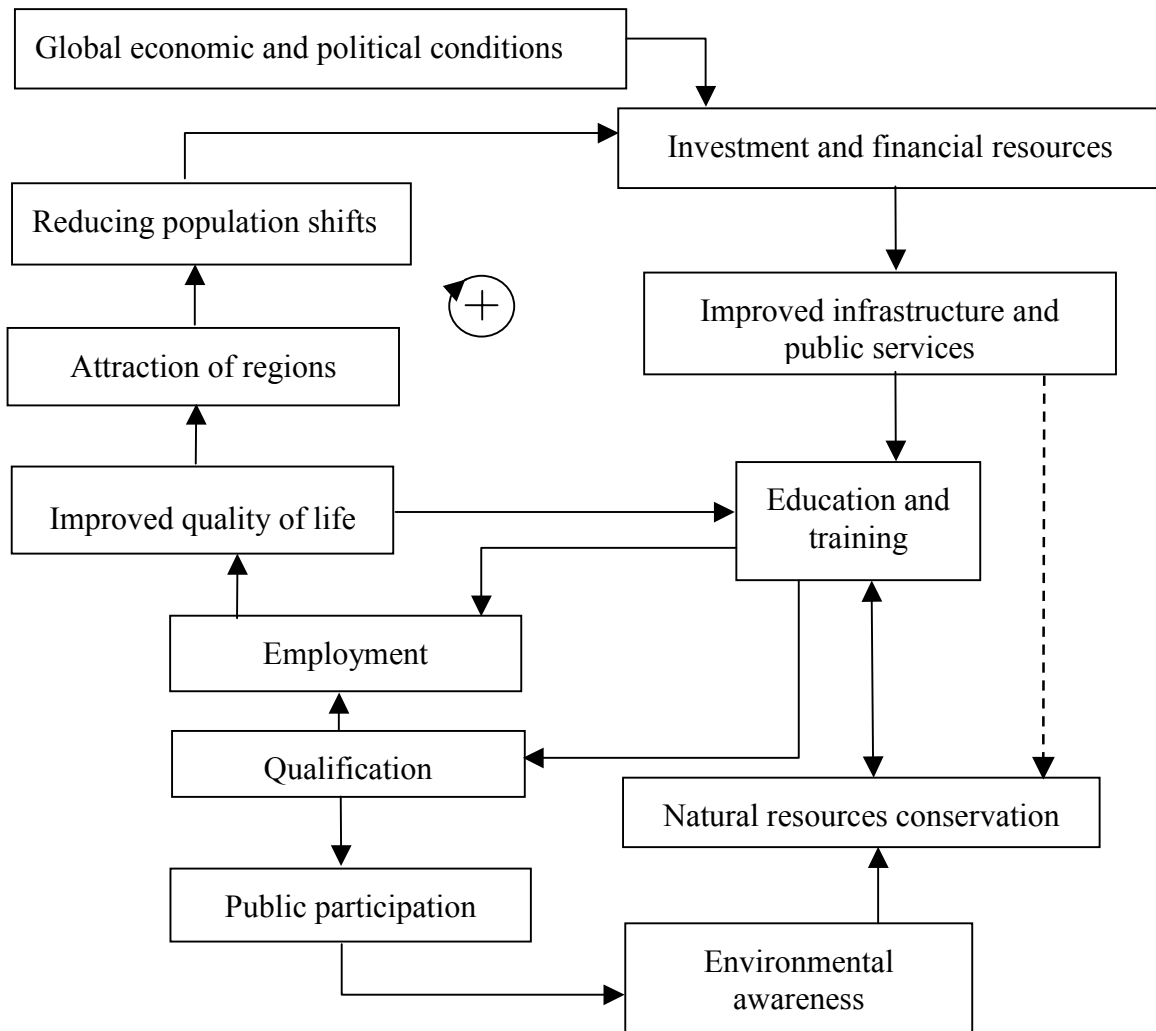 Global economic and political conditions
Investment and financial resources
Reducing population shifts
+
Improved infrastructure and
public services
Attraction of regions
Improved quality of life
Education and
training
Employment
Qualification
Natural resources conservation
Public participation
Environmental
awareness